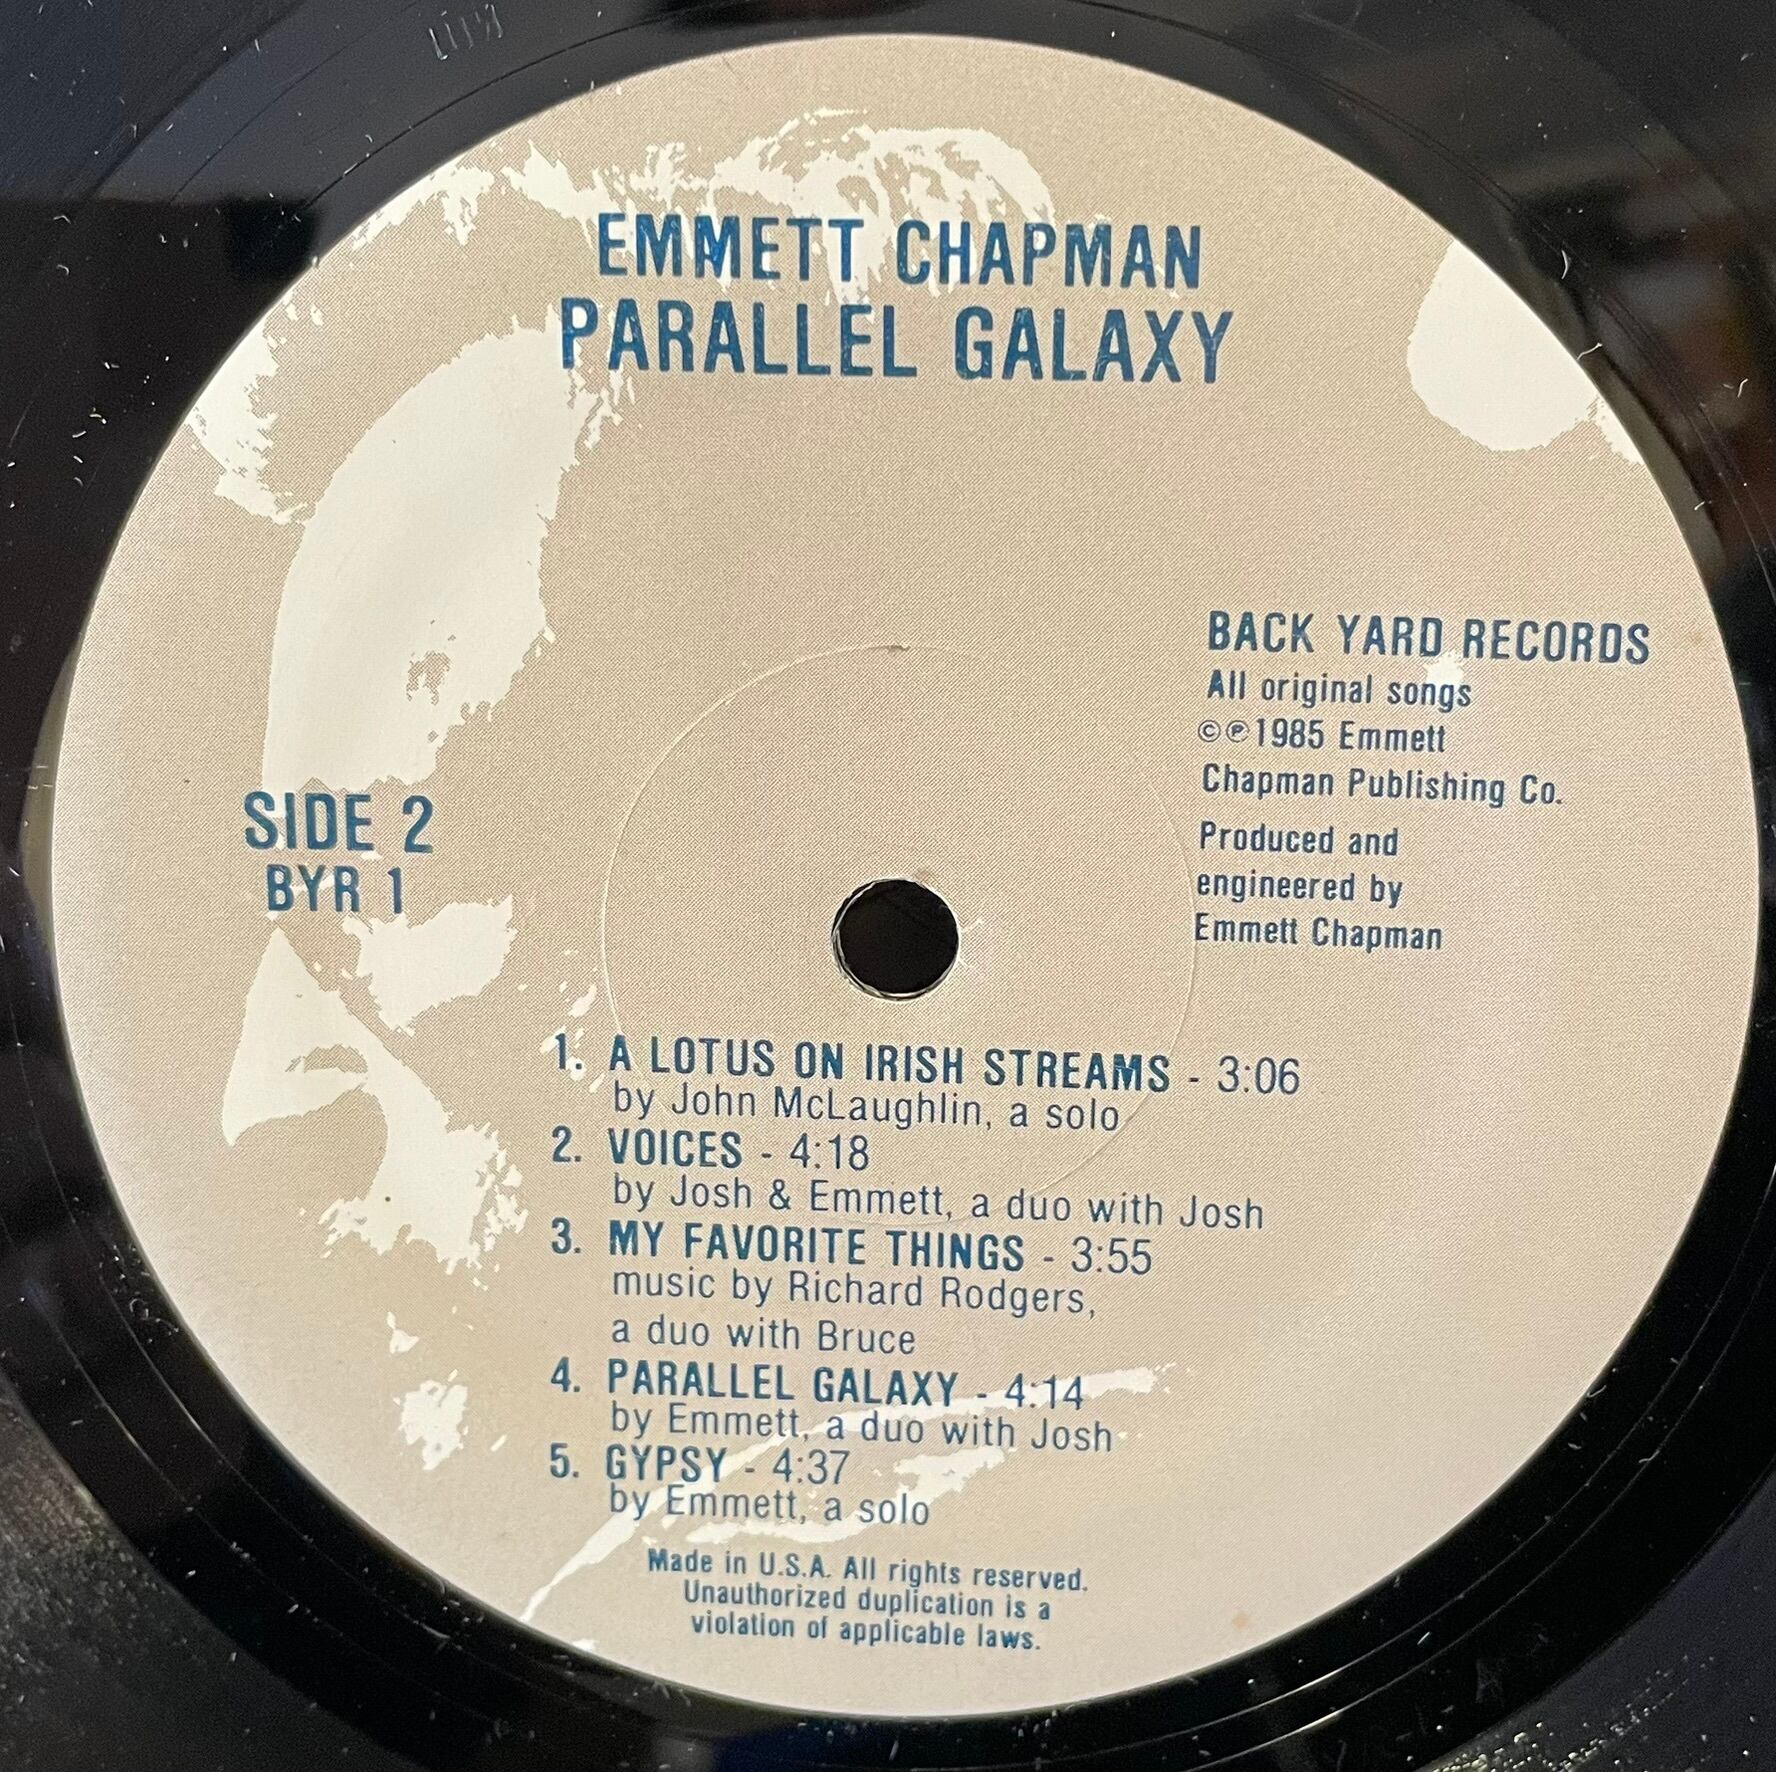 EMMETT CHAPMAN
PARALLEL GALAXY
BACK YARD RECORDS
All original songs
©℗1985 Emmett
Chapman Publishing Co.
Produced and
engineered by
Emmett Chapman
SIDE 2
BYR 1
1. A LOTUS ON IRISH STREAMS - 3:06
by John McLaughlin, a solo
2. VOICES - 4:18
by Josh & Emmett, a duo with Josh
3. MY FAVORITE THINGS - 3:55
music by Richard Rodgers,
a duo with Bruce
4. PARALLEL GALAXY - 4:14
by Emmett, a duo with Josh
5. GYPSY - 4:37
by Emmett, a solo
Made in U.S.A. All rights reserved.
Unauthorized duplication is a
violation of applicable laws.